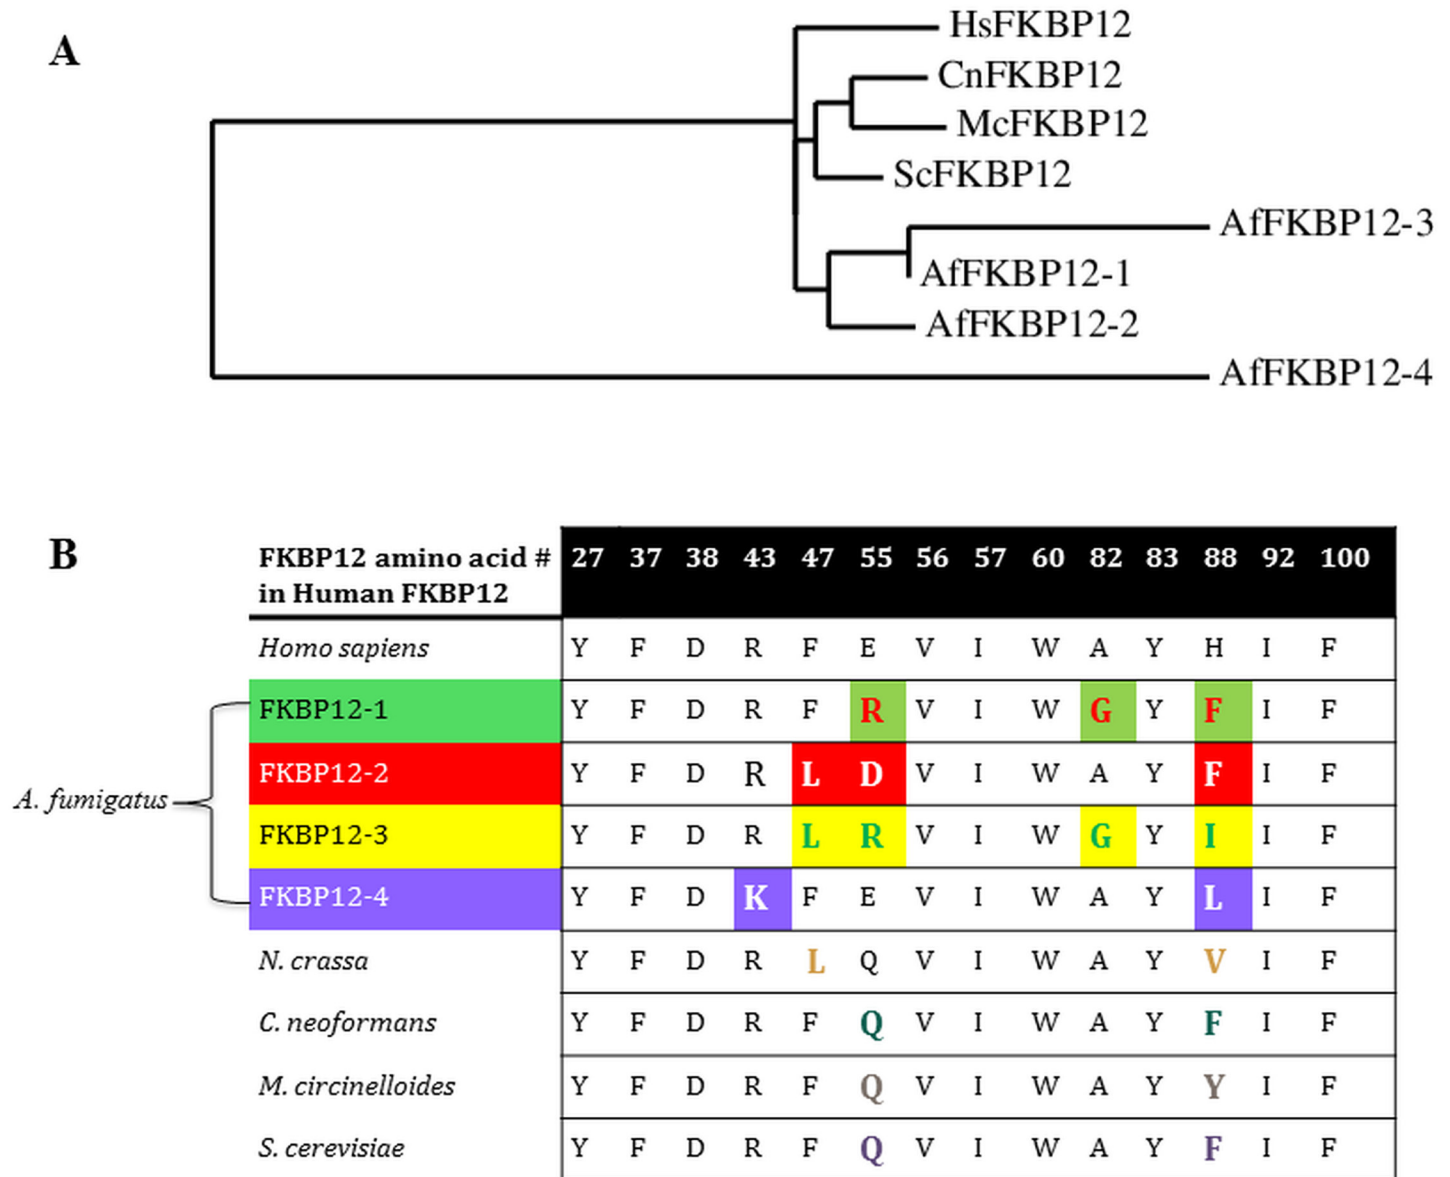 A
HsFKBP12
CnFKBP12
McFKBP12
ScFKBP12
AfFKBP12-3
AfFKBP12-1
AfFKBP12-2
AfFKBP12-4
B
FKBP12 amino acid # 27 37 38 43 47 55 56 57 60 82 83 88 92 100
in Human FKBP12
Homo sapiens Y F D R F E V I W A Y H I F
FKBP12-1 Y F D R F R V I W G Y F I F
FKBP12-2 Y F D R L D V I W A Y F I F
A. fumigatus
FKBP12-3 Y F D R L R V I W G Y I I F
FKBP12-4 Y F D K F E V I W A Y L I F
N. crassa Y F D R L Q V I W A Y V I F
C. neoformans Y F D R F Q V I W A Y F I F
M. circinelloides Y F D R F Q V I W A Y Y I F
S. cerevisiae Y F D R F Q V I W A Y F I F